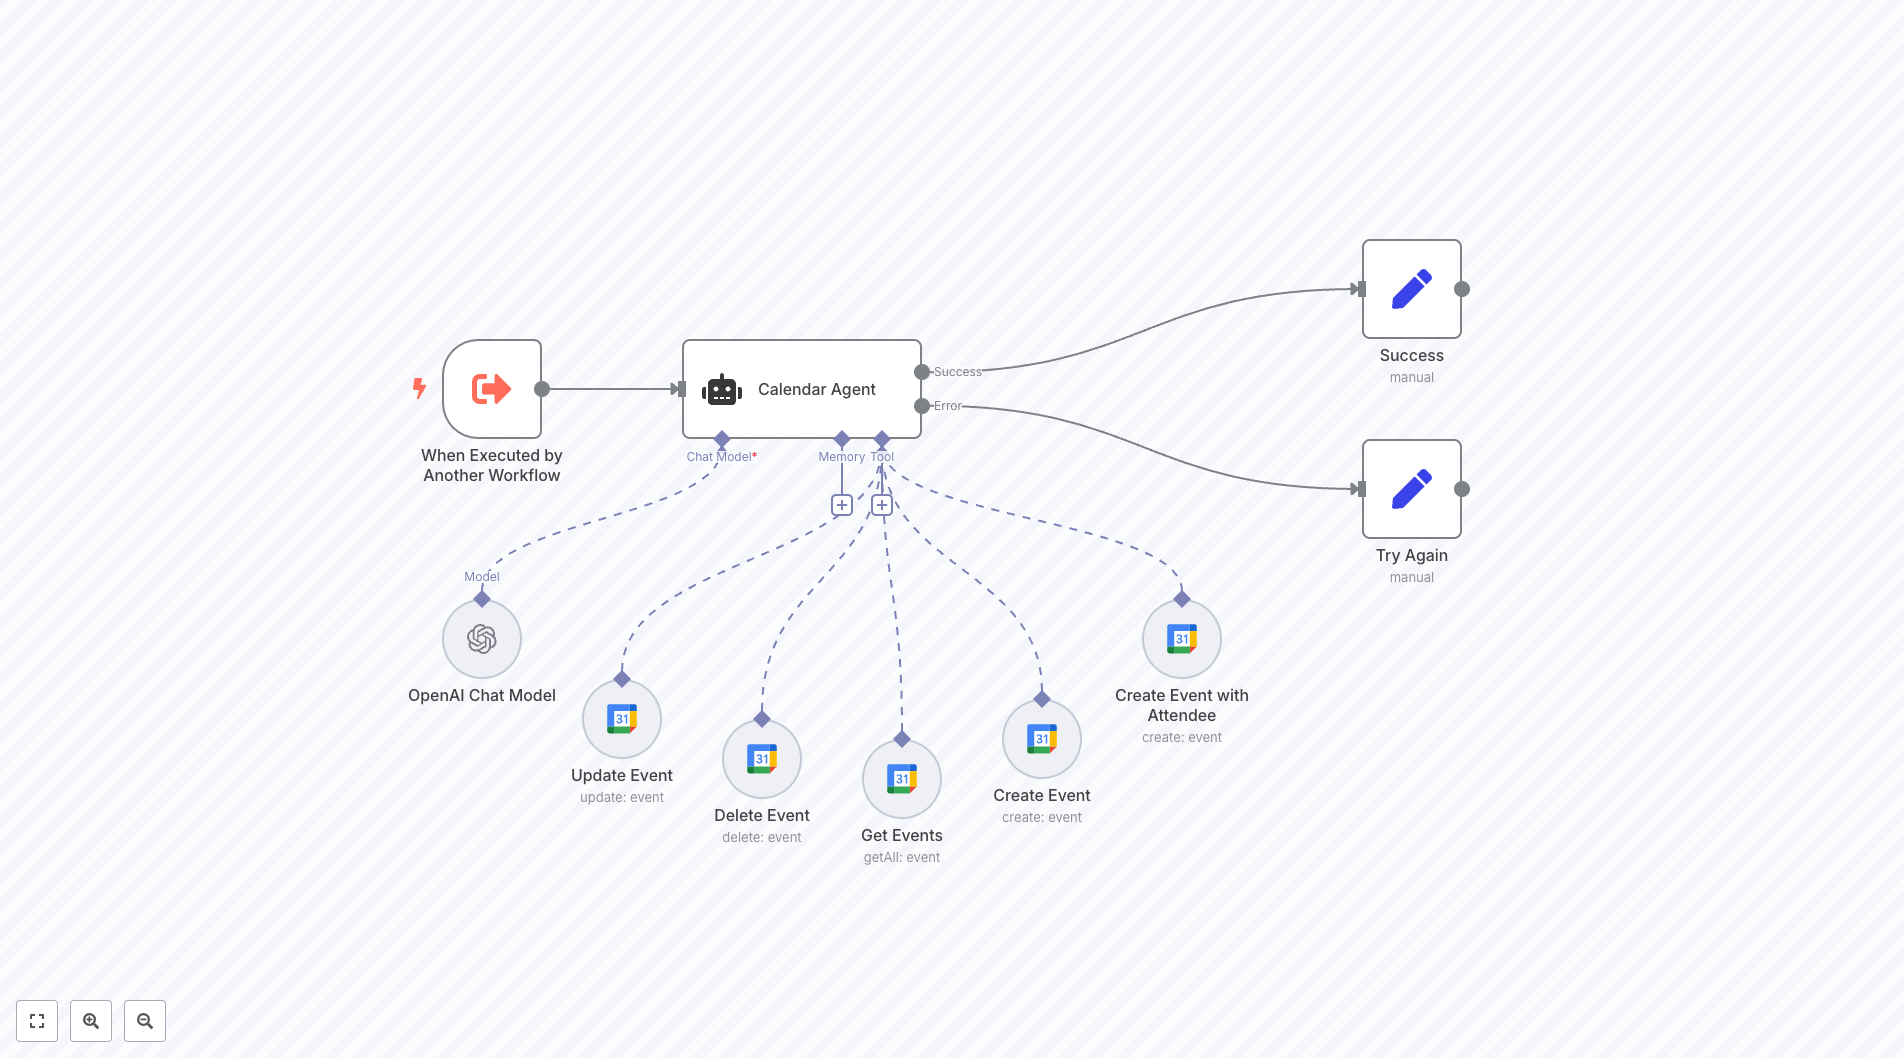 Success
manual
When Executed by
Another Workflow
Calendar Agent
Success
Error
Chat Model*
Memory
Tool
Try Again
manual
Model
OpenAI Chat Model
31
Update Event
update: event
31
Delete Event
delete: event
31
Get Events
getAll: event
31
Create Event
create: event
31
Create Event with
Attendee
create: event